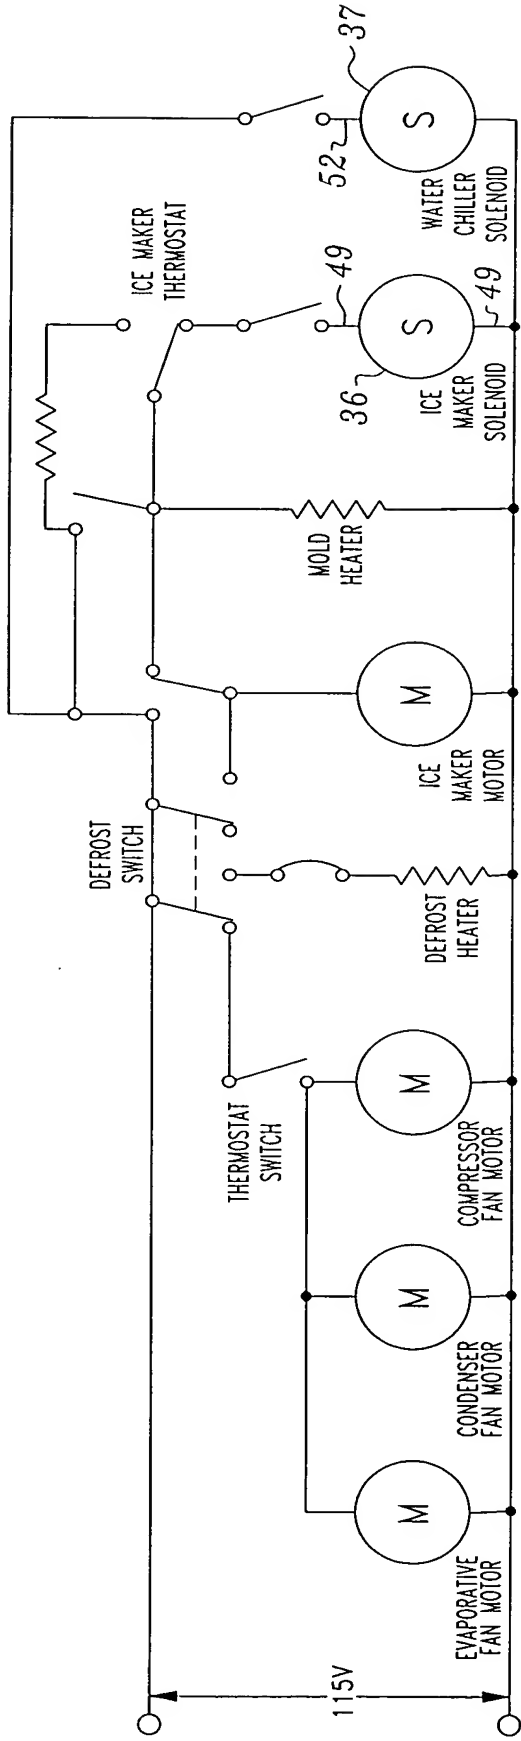 115V
EVAPORATIVE
FAN MOTOR
M
CONDENSER
FAN MOTOR
M
COMPRESSOR
FAN MOTOR
M
THERMOSTAT
SWITCH
DEFROST
HEATER
DEFROST
SWITCH
ICE
MAKER
MOTOR
M
MOLD
HEATER
ICE MAKER
THERMOSTAT
36
49
S
49
ICE
MAKER
SOLENOID
52
37
S
WATER
CHILLER
SOLENOID